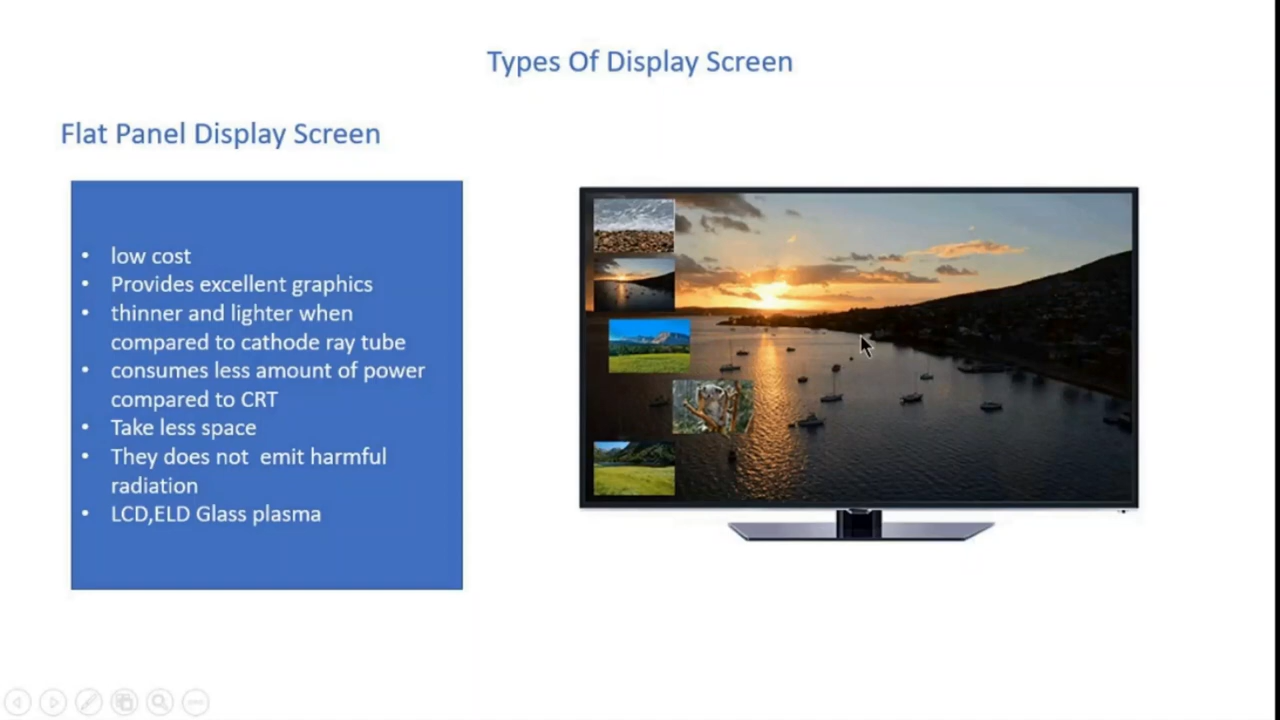 Types Of Display Screen
Flat Panel Display Screen
• low cost
• Provides excellent graphics
• thinner and lighter when
compared to cathode ray tube
• consumes less amount of power
compared to CRT
• Take less space
• They does not  emit harmful
radiation
• LCD,ELD Glass plasma